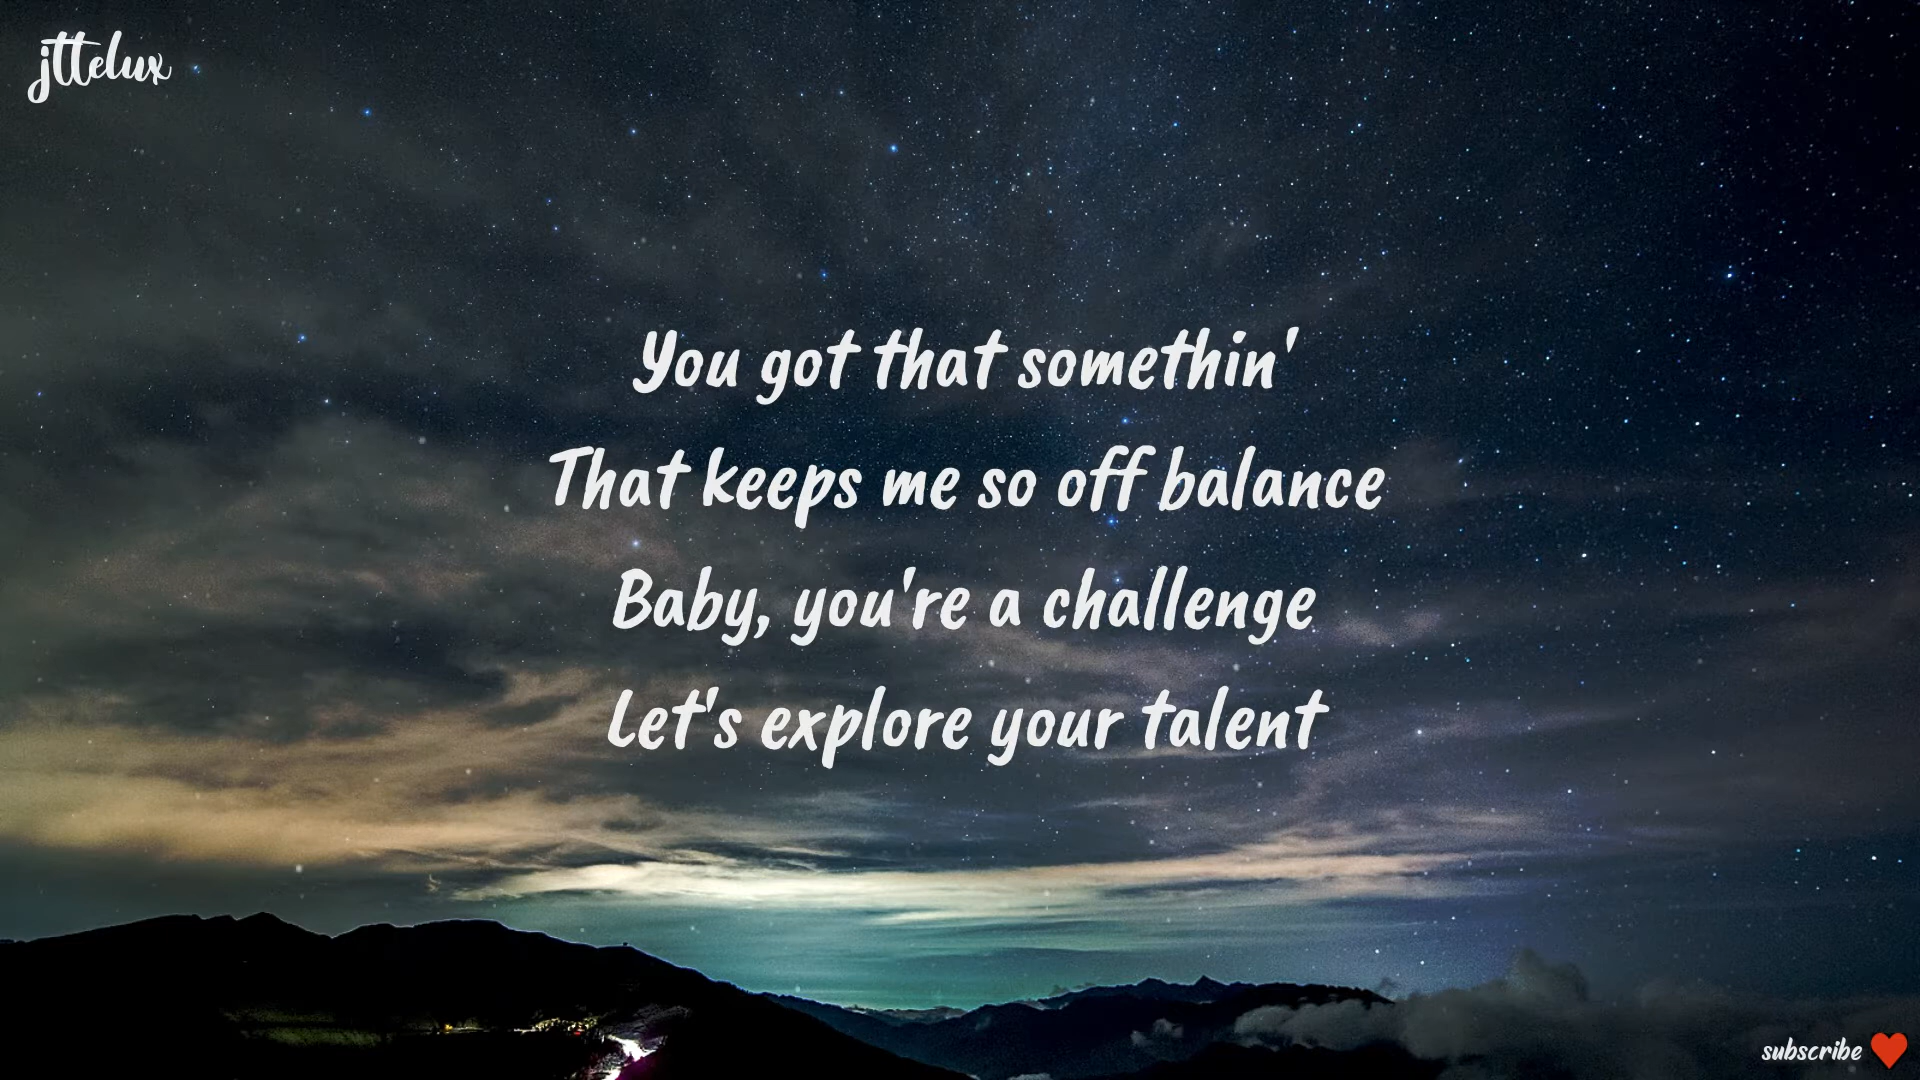 jttelux
You got that somethin'
That keeps me so off balance
Baby, you're a challenge
Let's explore your talent
subscribe